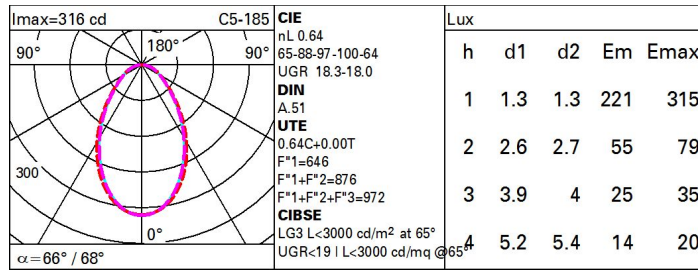 Imax=316 cd C5-185
90° 180° 90°
300
0°
α=66° / 68°
CIE
nL 0.64
65-88-97-100-64
UGR 18.3-18.0
DIN
A.51
UTE
0.64C+0.00T
F"1=646
F"1+F"2=876
F"1+F"2+F"3=972
CIBSE
LG3 L<3000 cd/m² at 65°
UGR<19 | L<3000 cd/mq @65°
Lux
h d1 d2 Em Emax
1 1.3 1.3 221 315
2 2.6 2.7 55 79
3 3.9 4 25 35
4 5.2 5.4 14 20